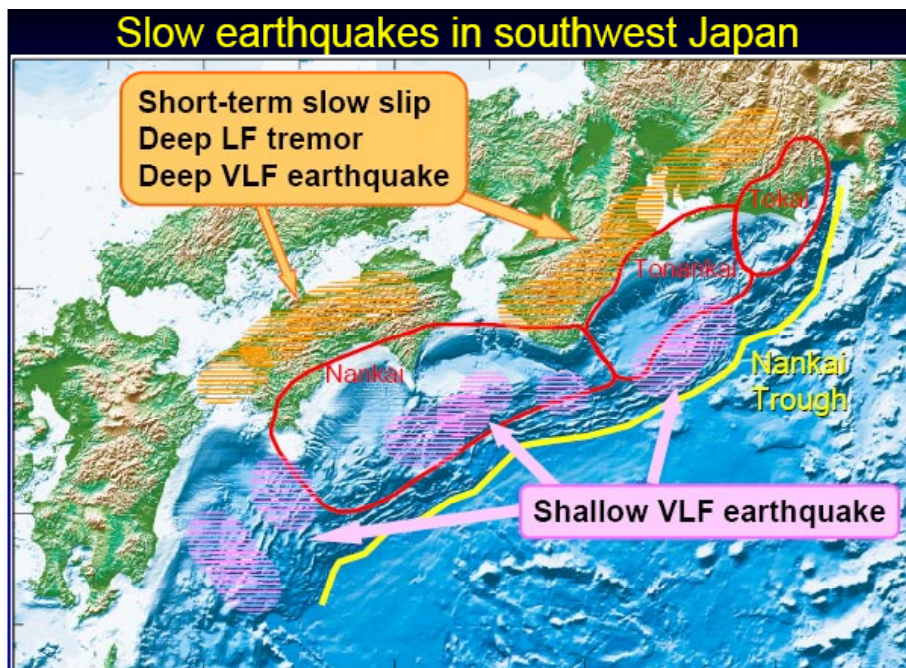 Slow earthquakes in southwest Japan
Short-term slow slip
Deep LF tremor
Deep VLF earthquake
Tokai
Tonankai
Nankai
Nankai
Trough
Shallow VLF earthquake